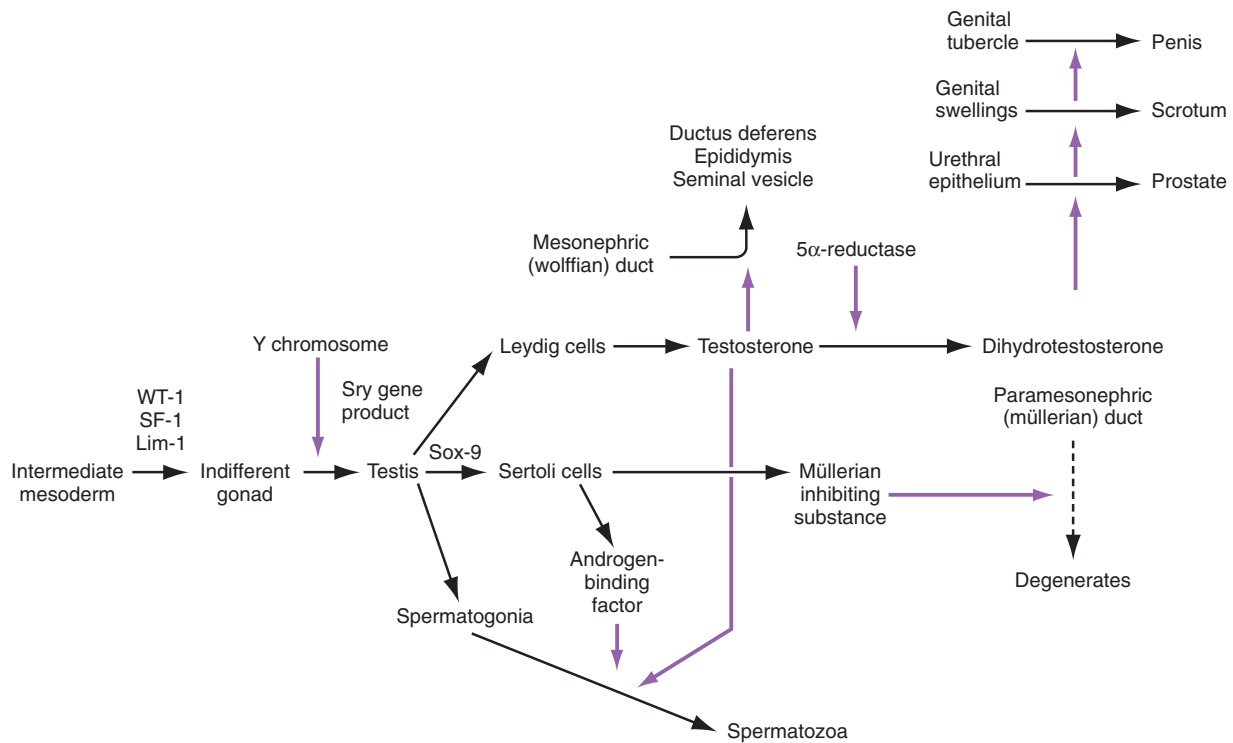 Genital
tubercle
Penis
Genital
swellings
Scrotum
Urethral
epithelium
Prostate
Ductus deferens
Epididymis
Seminal vesicle
Mesonephric
(wolffian) duct
5α-reductase
Y chromosome
Leydig cells
Testosterone
Dihydrotestosterone
Sry gene
product
WT-1
SF-1
Lim-1
Paramesonephric
(müllerian) duct
Intermediate
mesoderm
Indifferent
gonad
Testis
Sox-9
Sertoli cells
Müllerian
inhibiting
substance
Androgen-
binding
factor
Degenerates
Spermatogonia
Spermatozoa